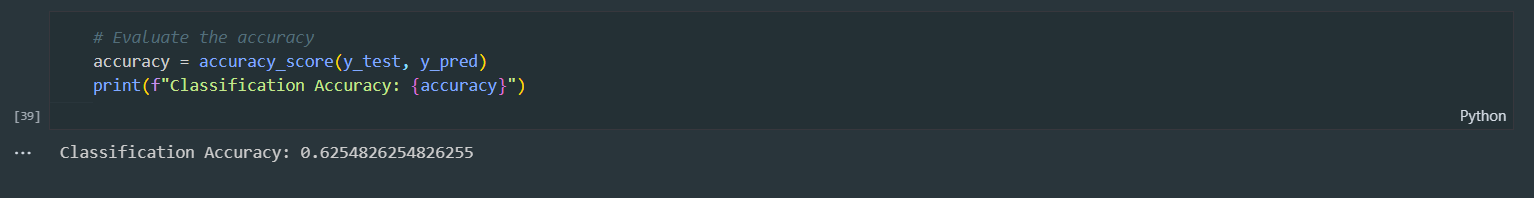 # Evaluate the accuracy
accuracy = accuracy_score(y_test, y_pred)
print(f"Classification Accuracy: {accuracy}")
[39]
Python
... Classification Accuracy: 0.6254826254826255